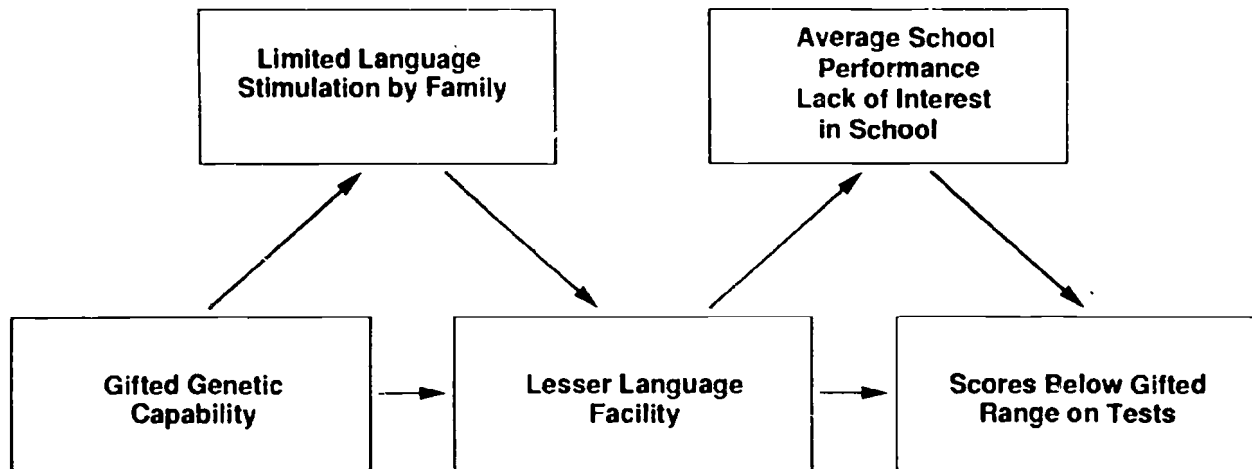 Limited Language
Stimulation by Family
Average School
Performance
Lack of Interest
in School
Gifted Genetic
Capability
Lesser Language
Facility
Scores Below Gifted
Range on Tests